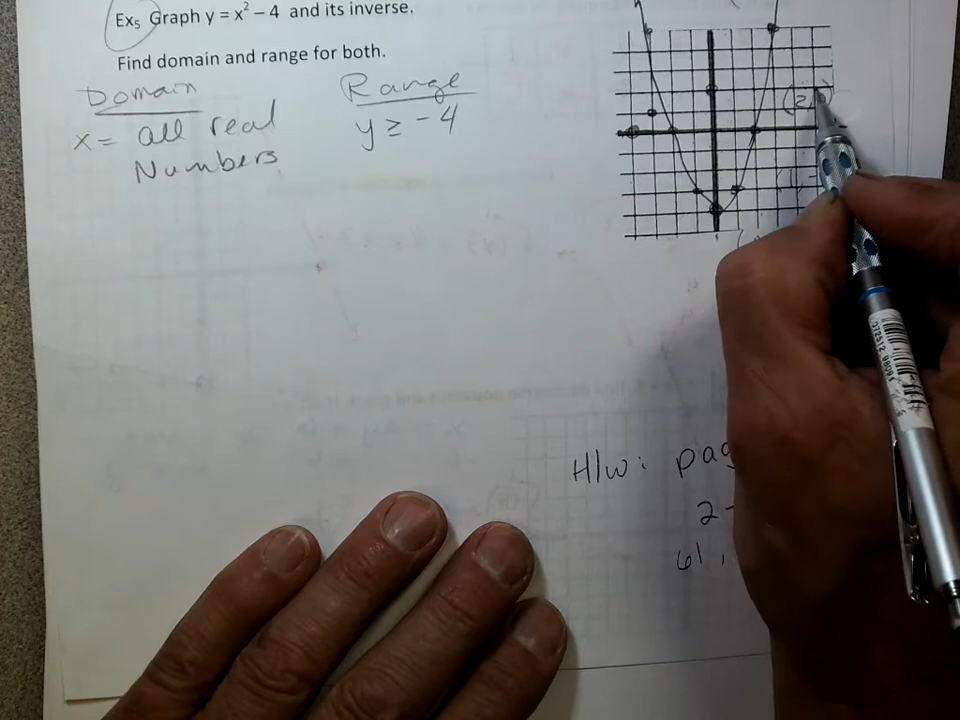 Ex5 Graph y = x² – 4 and its inverse.
Find domain and range for both.
Domain
x = all real
Numbers
Range
y ≥ -4
(2,
H/w: pag
2-
61,